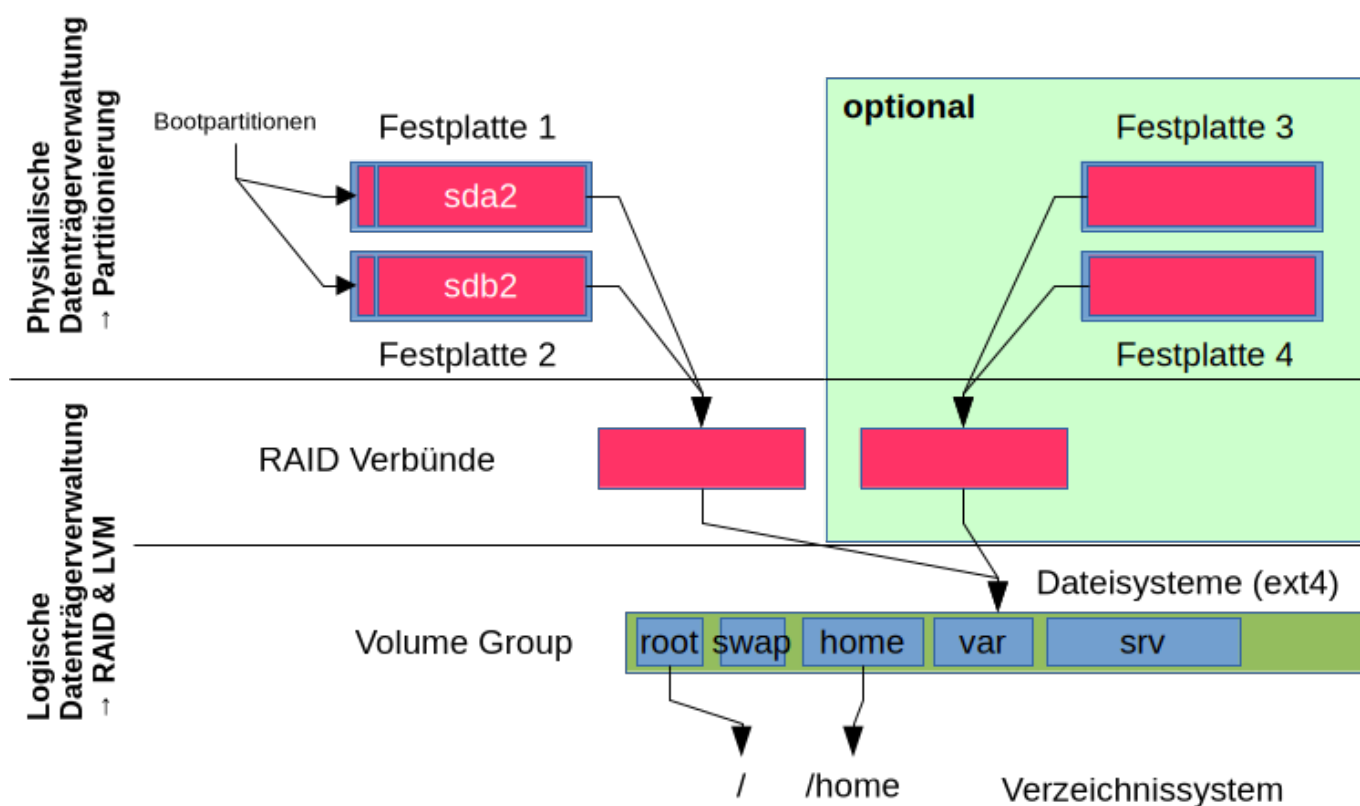 Physikalische
Datenträgerverwaltung
→ Partitionierung
Bootpartitionen
Festplatte 1
sda2
sdb2
Festplatte 2
optional
Festplatte 3
Festplatte 4
Logische
Datenträgerverwaltung
→ RAID & LVM
RAID Verbünde
Dateisysteme (ext4)
Volume Group
root
swap
home
var
srv
/
/home
Verzeichnissystem